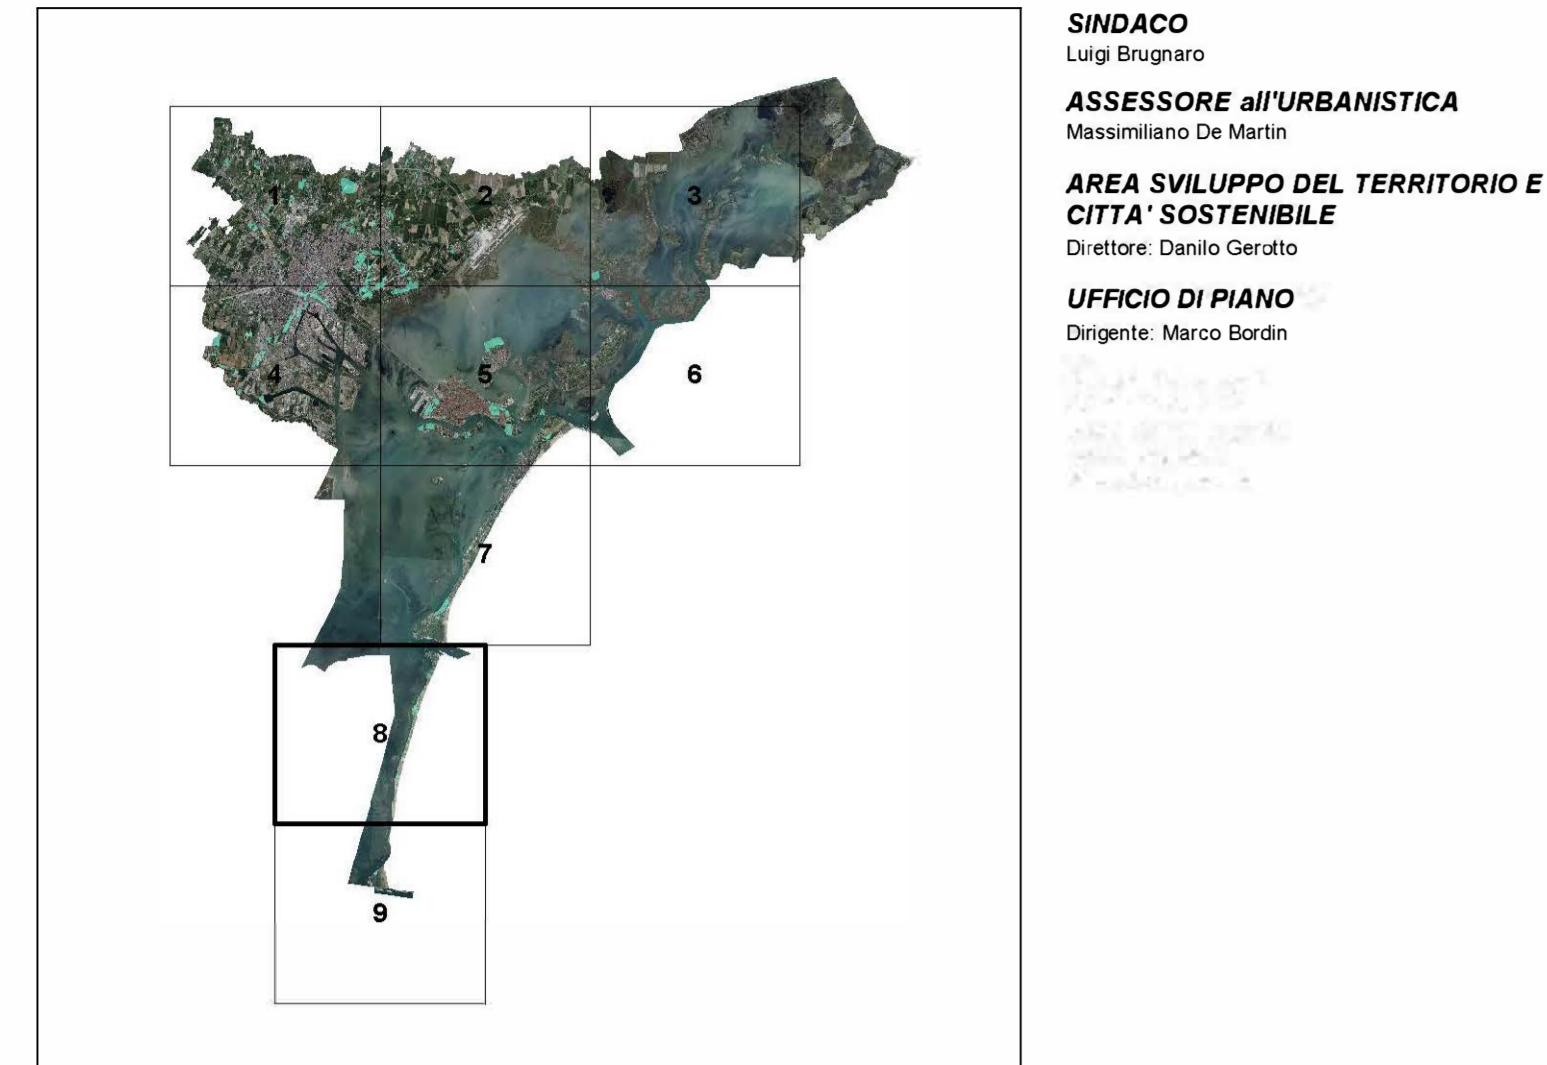 SINDACO
Luigi Brugnaro
ASSESSORE all'URBANISTICA
Massimiliano De Martin
AREA SVILUPPO DEL TERRITORIO E
CITTA' SOSTENIBILE
Direttore: Danilo Gerotto
UFFICIO DI PIANO
Dirigente: Marco Bordin
1
2
3
4
5
6
7
8
9